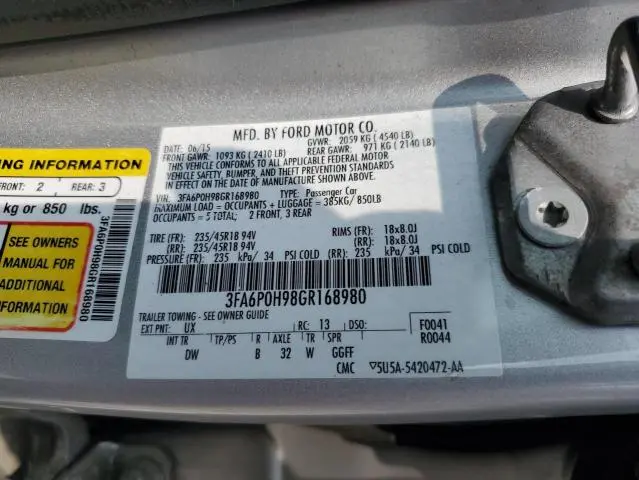 MFD. BY FORD MOTOR CO.
DATE: 06/15 GVWR: 2059 KG ( 4540 LB)
FRONT GAWR: 1093 KG ( 2410 LB) REAR GAWR: 971 KG ( 2140 LB)
THIS VEHICLE CONFORMS TO ALL APPLICABLE FEDERAL MOTOR
VEHICLE SAFETY, BUMPER, AND THEFT PREVENTION STANDARDS
IN EFFECT ON THE DATE OF MANUFACTURE SHOWN ABOVE.
VIN: 3FA6P0H98GR168980 TYPE: Passenger Car
MAXIMUM LOAD = OCCUPANTS + LUGGAGE = 385KG/ 850LB
OCCUPANTS = 5 TOTAL: 2 FRONT, 3 REAR
TIRE (FR): 235/45R18 94V RIMS (FR): 18x8.0J
(RR): 235/45R18 94V (RR): 18x8.0J
PRESSURE (FR): 235 kPa/ 34 PSI COLD (RR): 235 kPa/ 34 PSI COLD
3FA6P0H98GR168980
TRAILER TOWING - SEE OWNER GUIDE
EXT PNT: UX RC: 13 DSO: F0041
INT TR TP/PS R AXLE TR SPR R0044
DW B 32 W GGFF
CMC 5U5A-5420472-AA
ING INFORMATION
FRONT: 2 REAR: 3
kg or 850 lbs.
SEE OWNERS
MANUAL FOR
ADDITIONAL
INFORMATION
3FA6P0H98GR168980